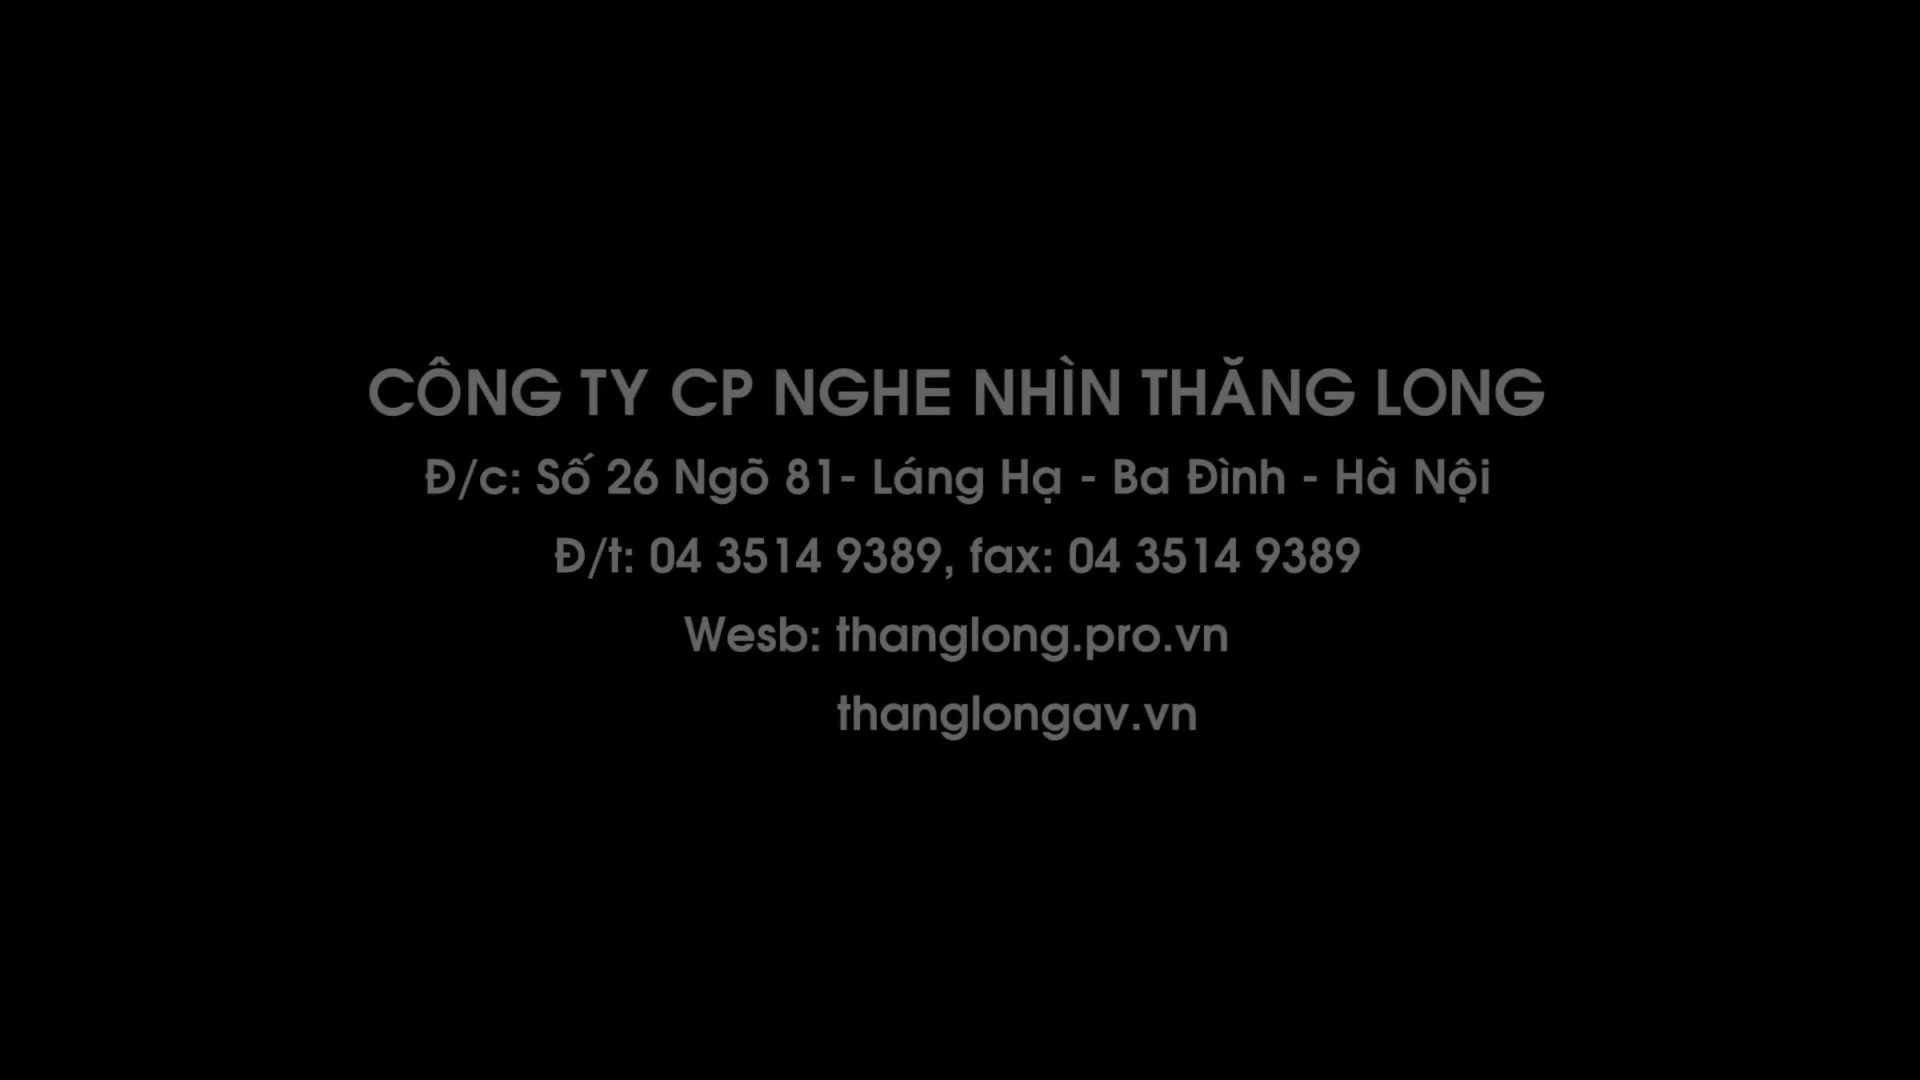 CÔNG TY CP NGHE NHÌN THĂNG LONG
Đ/c: Số 26 Ngõ 81- Láng Hạ - Ba Đình - Hà Nội
Đ/t: 04 3514 9389, fax: 04 3514 9389
Wesb: thanglong.pro.vn
thanglongav.vn